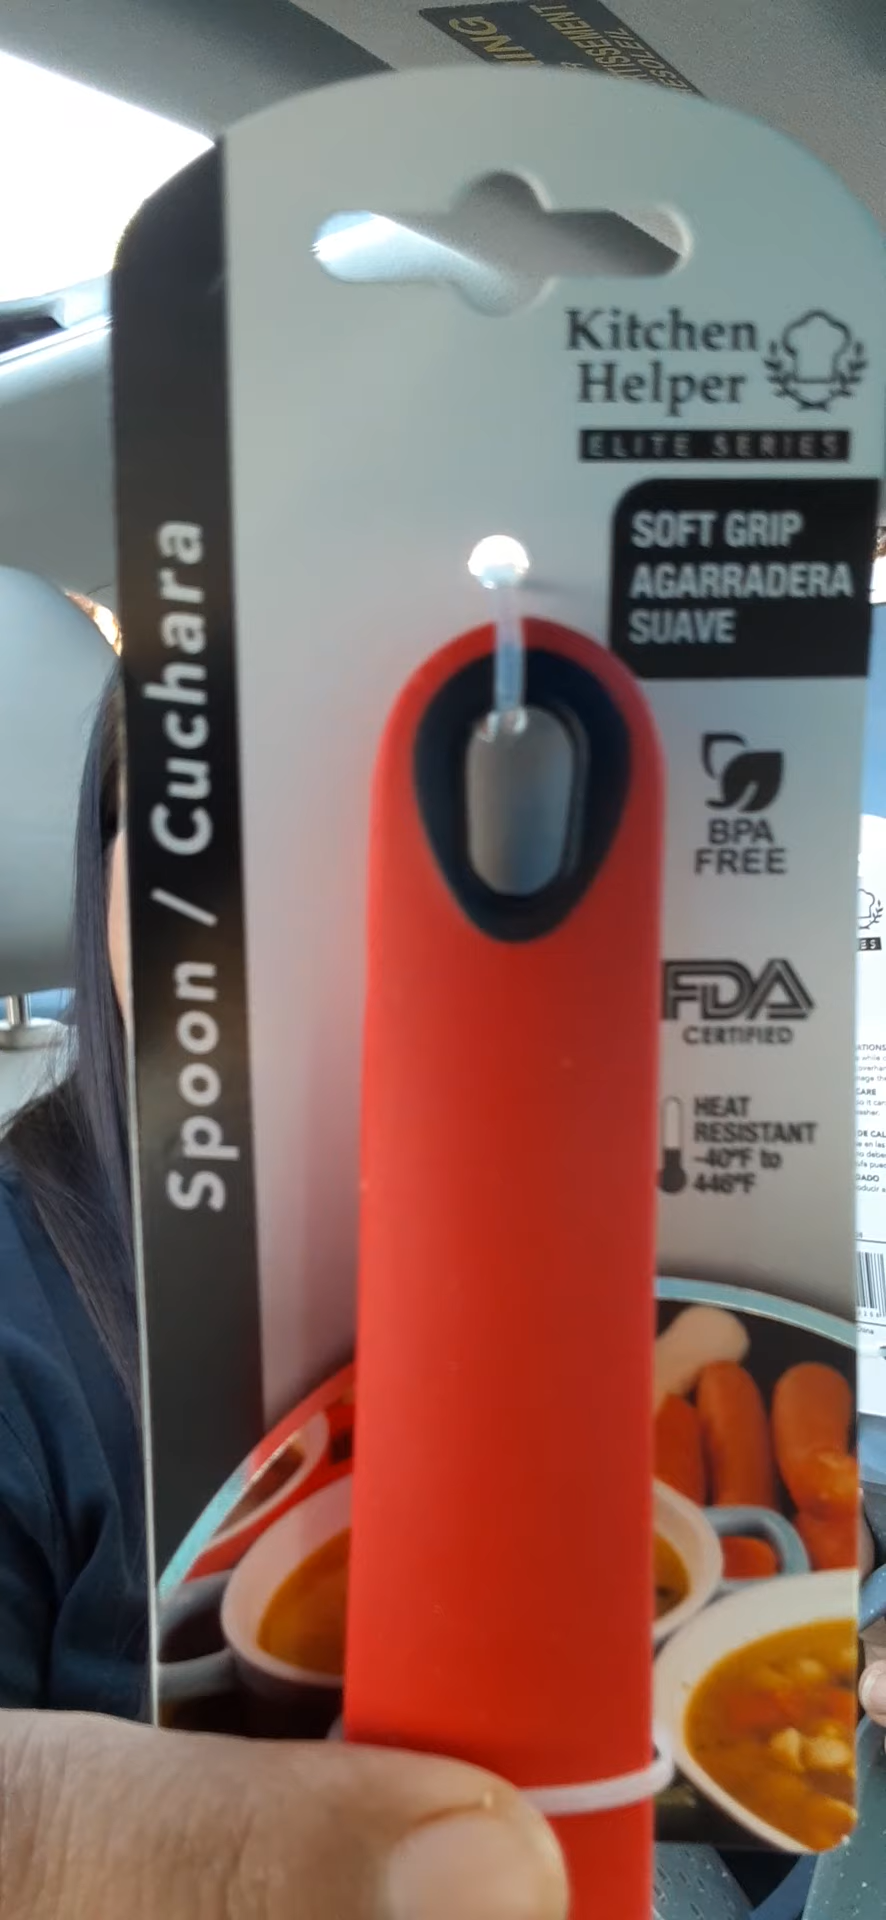 Kitchen
Helper
ELITE SERIES
SOFT GRIP
AGARRADERA
SUAVE
Spoon / Cuchara
BPA
FREE
FDA
CERTIFIED
HEAT
RESISTANT
-40°F to
446°F